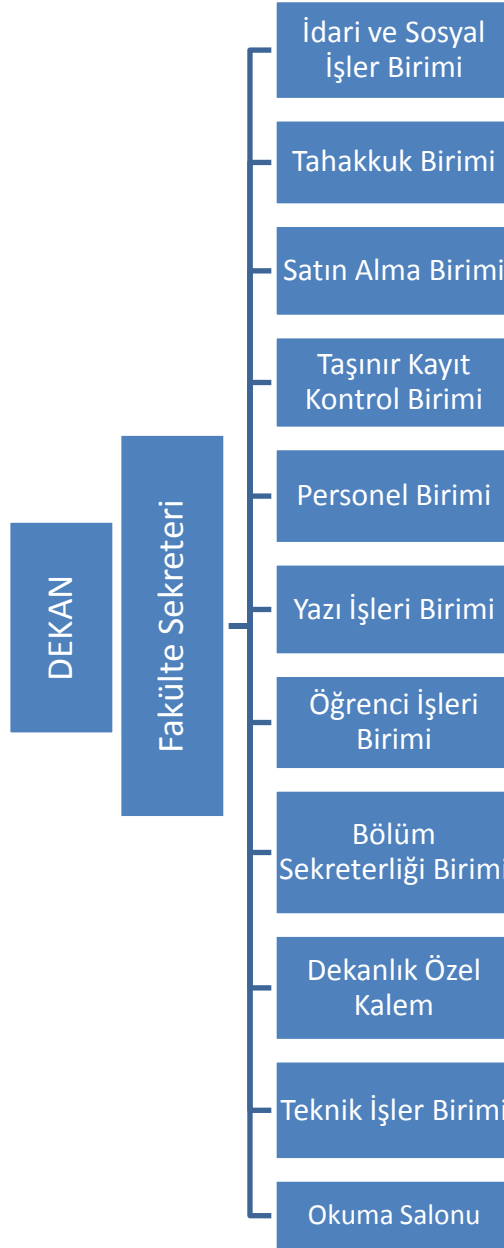 DEKAN
Fakülte Sekreteri
İdari ve Sosyal
İşler Birimi
Tahakkuk Birimi
Satın Alma Birimi
Taşınır Kayıt
Kontrol Birimi
Personel Birimi
Yazı İşleri Birimi
Öğrenci İşleri
Birimi
Bölüm
Sekreterliği Birimi
Dekanlık Özel
Kalem
Teknik İşler Birimi
Okuma Salonu